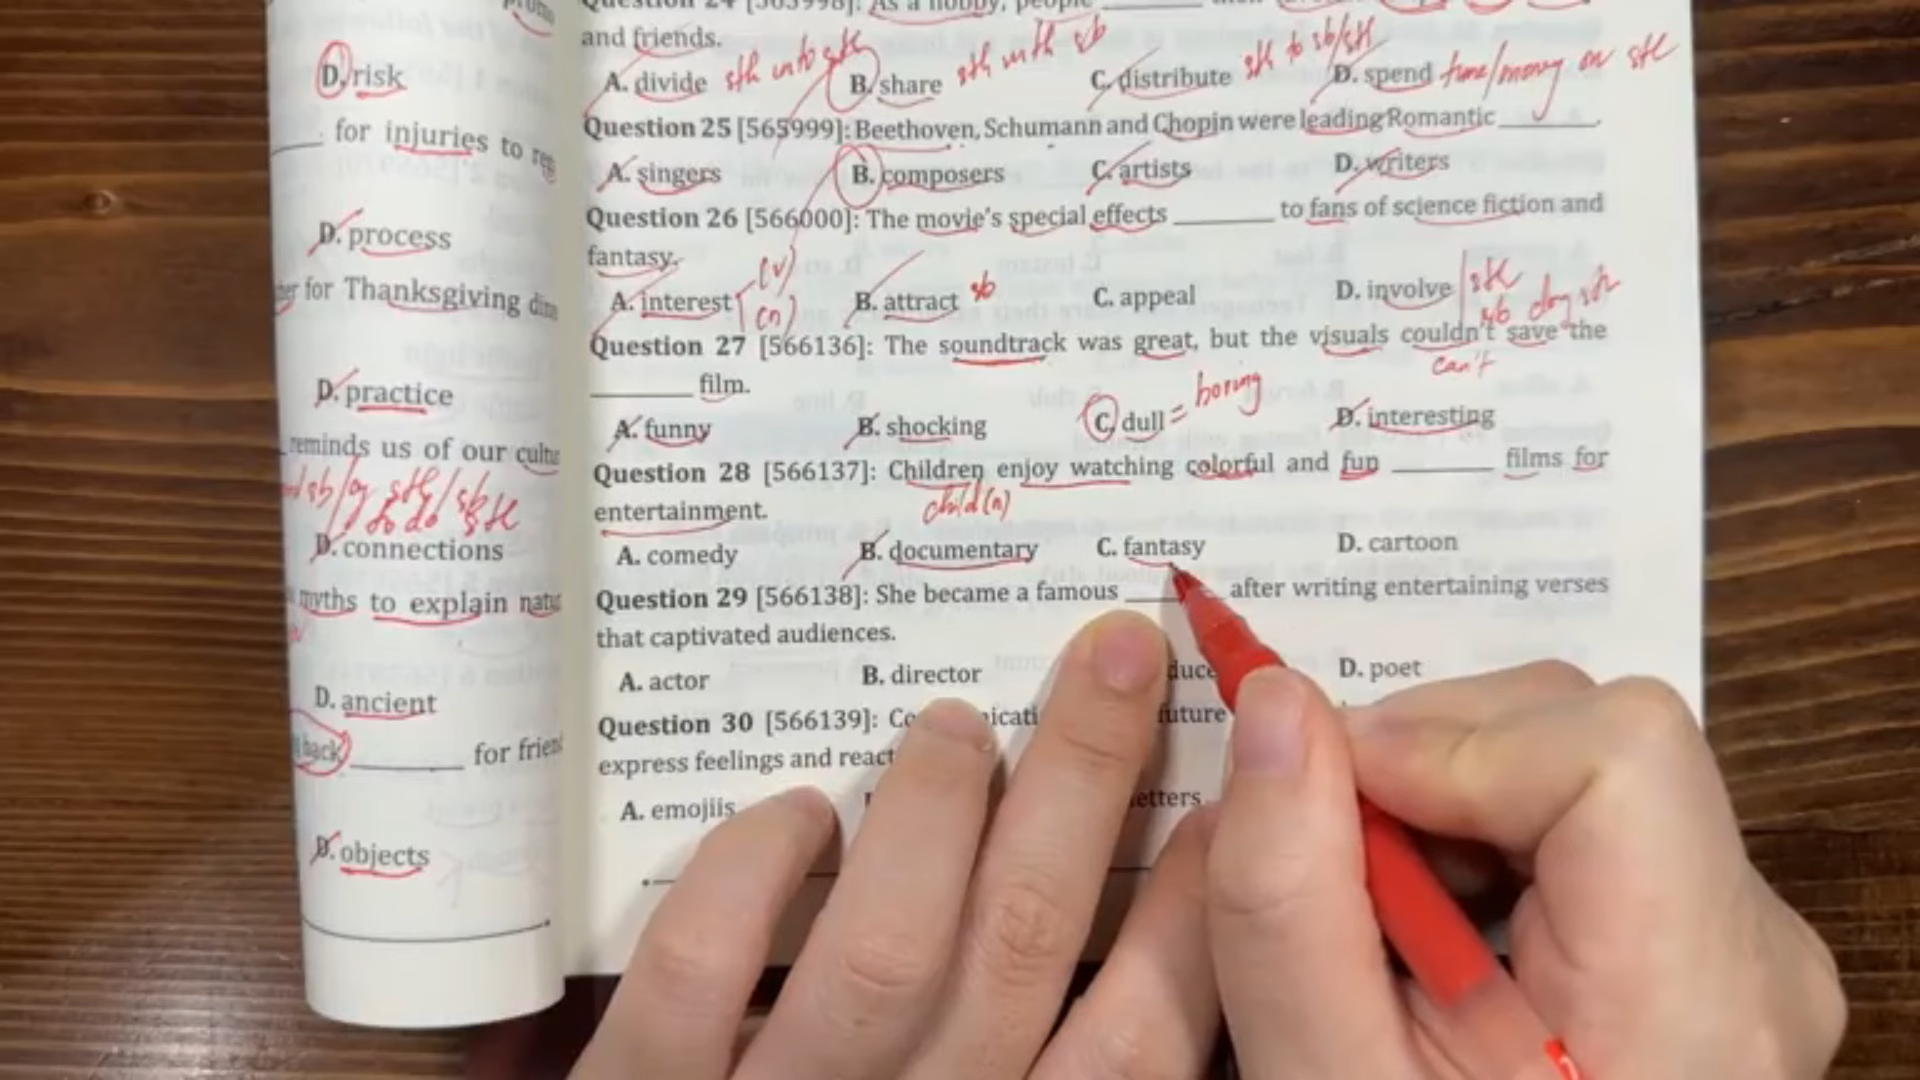 D. risk
for injuries to
D. process
for Thanksgiving
D. practice
reminds us of our
sb/
D. connections
myths to explain
D. ancient
back for
D. objects
As a hobby, people
and friends.
A. divide sth into sth B. share sth with sb C. distribute sth to sb/sth D. spend time/money on sth
Question 25 [565999]: Beethoven, Schumann and Chopin were leading Romantic ________.
A. singers B. composers C. artists D. writers
Question 26 [566000]: The movie's special effects ________ to fans of science fiction and
fantasy.
(v)
A. interest B. attract sb C. appeal D. involve sth
(n) sb doing sth
Question 27 [566136]: The soundtrack was great, but the visuals couldn't save the
can't
________ film.
A. funny B. shocking C. dull = boring D. interesting
Question 28 [566137]: Children enjoy watching colorful and fun ________ films for
child (n)
entertainment.
A. comedy B. documentary C. fantasy D. cartoon
Question 29 [566138]: She became a famous ________ after writing entertaining verses
that captivated audiences.
A. actor B. director D. poet
Question 30 [566139]: future
express feelings and
A. emojiis